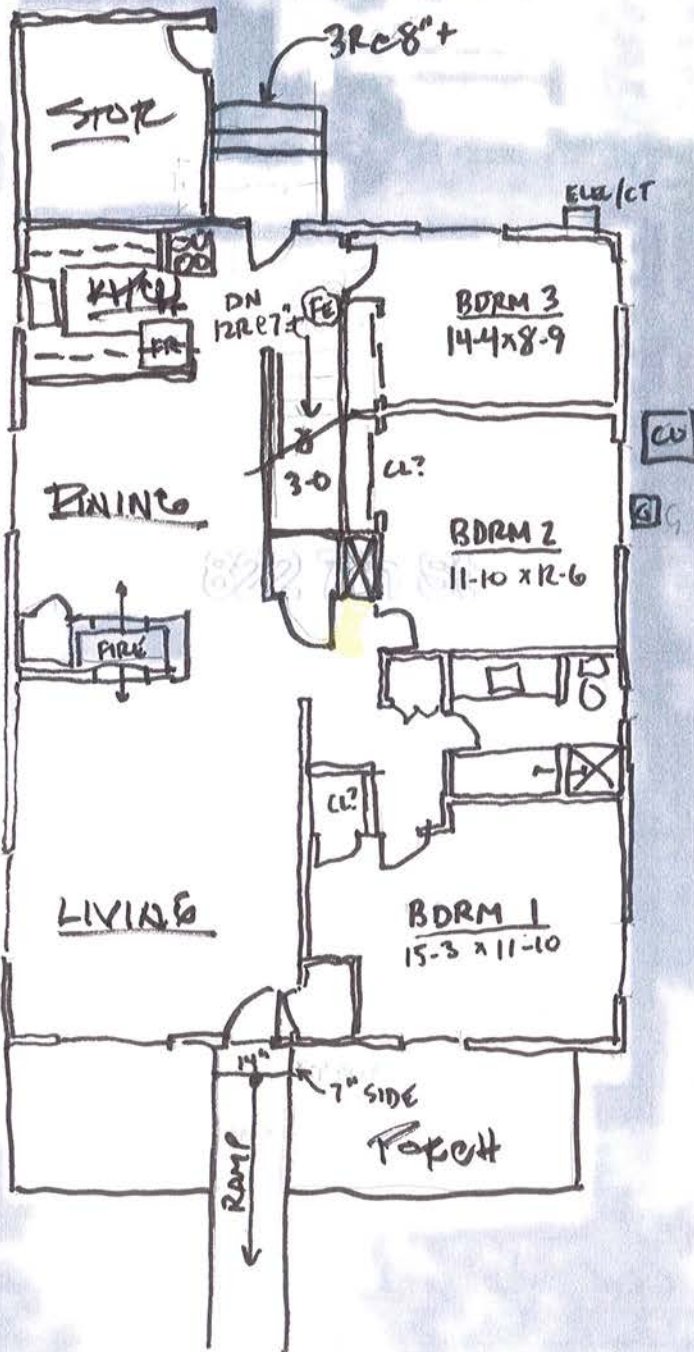 3R@8"+
STOR
ELEC/CT
KITCH
FR
DN
12R@7"±
FE
BDRM 3
14-4x8-9
CU
G
G
DINING
3-0
CL?
BDRM 2
11-10 x 12-6
FIRE
CL?
LIVING
BDRM 1
15-3 x 11-10
14"
7" SIDE
RAMP
PORCH